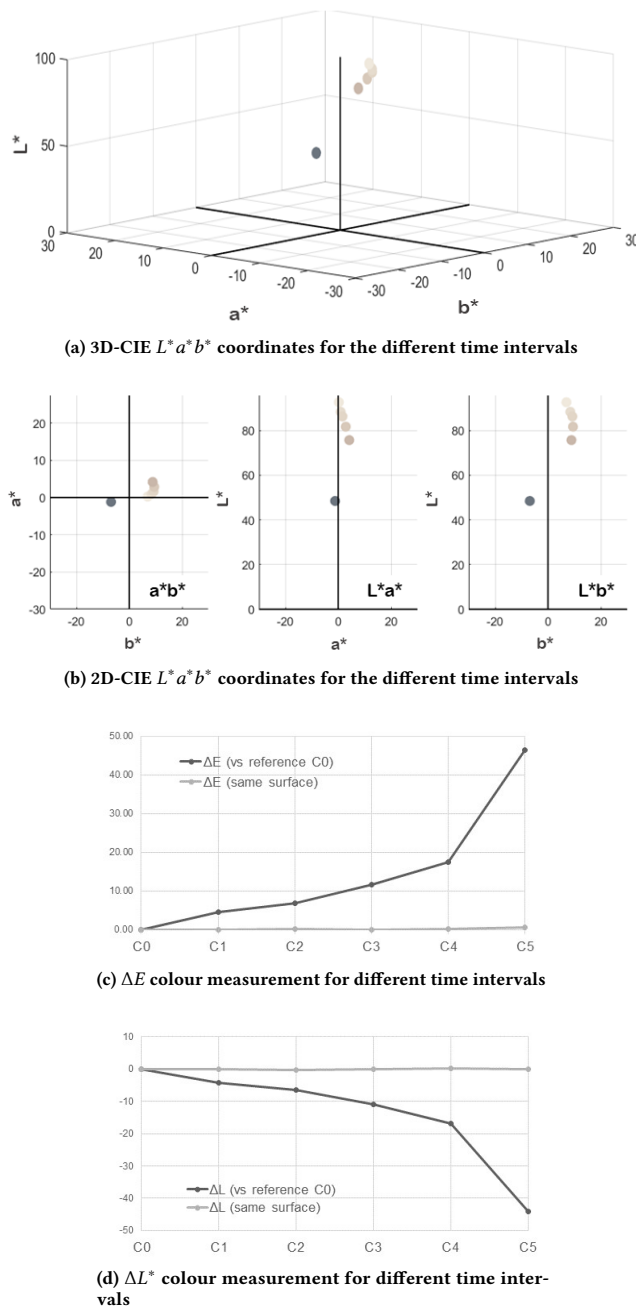 100
50
0
L*
30
20
10
0
-10
-20
-30
a*
-30
-20
-10
0
10
20
30
b*
(a) 3D-CIE L*a*b* coordinates for the different time intervals
20
10
0
-10
-20
-30
a*
-20
0
20
b*
a*b*
80
60
40
20
0
L*
-20
0
20
a*
L*a*
80
60
40
20
0
L*
-20
0
20
b*
L*b*
(b) 2D-CIE L*a*b* coordinates for the different time intervals
50.00
40.00
30.00
20.00
10.00
0.00
ΔE (vs reference C0)
ΔE (same surface)
C0 C1 C2 C3 C4 C5
(c) ΔE colour measurement for different time intervals
10
0
-10
-20
-30
-40
-50
ΔL (vs reference C0)
ΔL (same surface)
C0 C1 C2 C3 C4 C5
(d) ΔL* colour measurement for different time inter-
vals